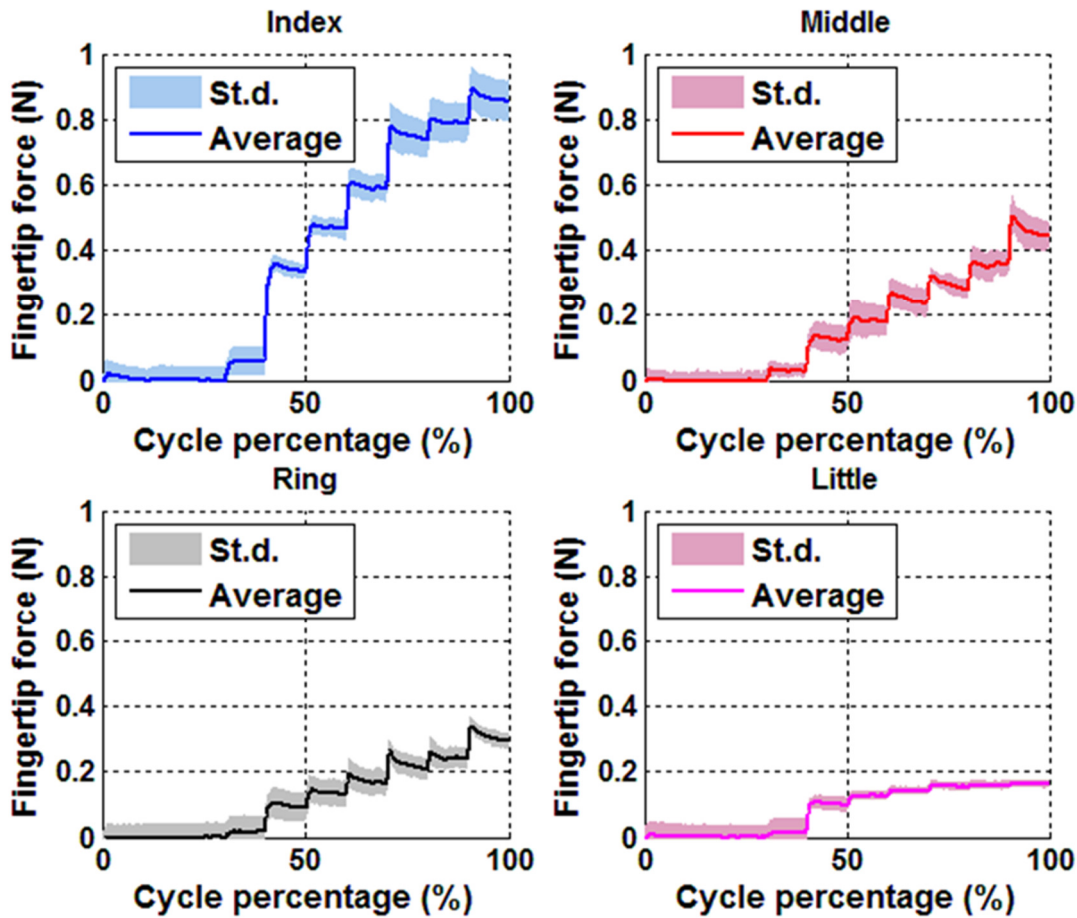 Index
1
0.8
0.6
0.4
0.2
0
Fingertip force (N)
St.d.
Average
0 50 100
Cycle percentage (%)
Middle
1
0.8
0.6
0.4
0.2
0
Fingertip force (N)
St.d.
Average
0 50 100
Cycle percentage (%)
Ring
1
0.8
0.6
0.4
0.2
0
Fingertip force (N)
St.d.
Average
0 50 100
Cycle percentage (%)
Little
1
0.8
0.6
0.4
0.2
0
Fingertip force (N)
St.d.
Average
0 50 100
Cycle percentage (%)